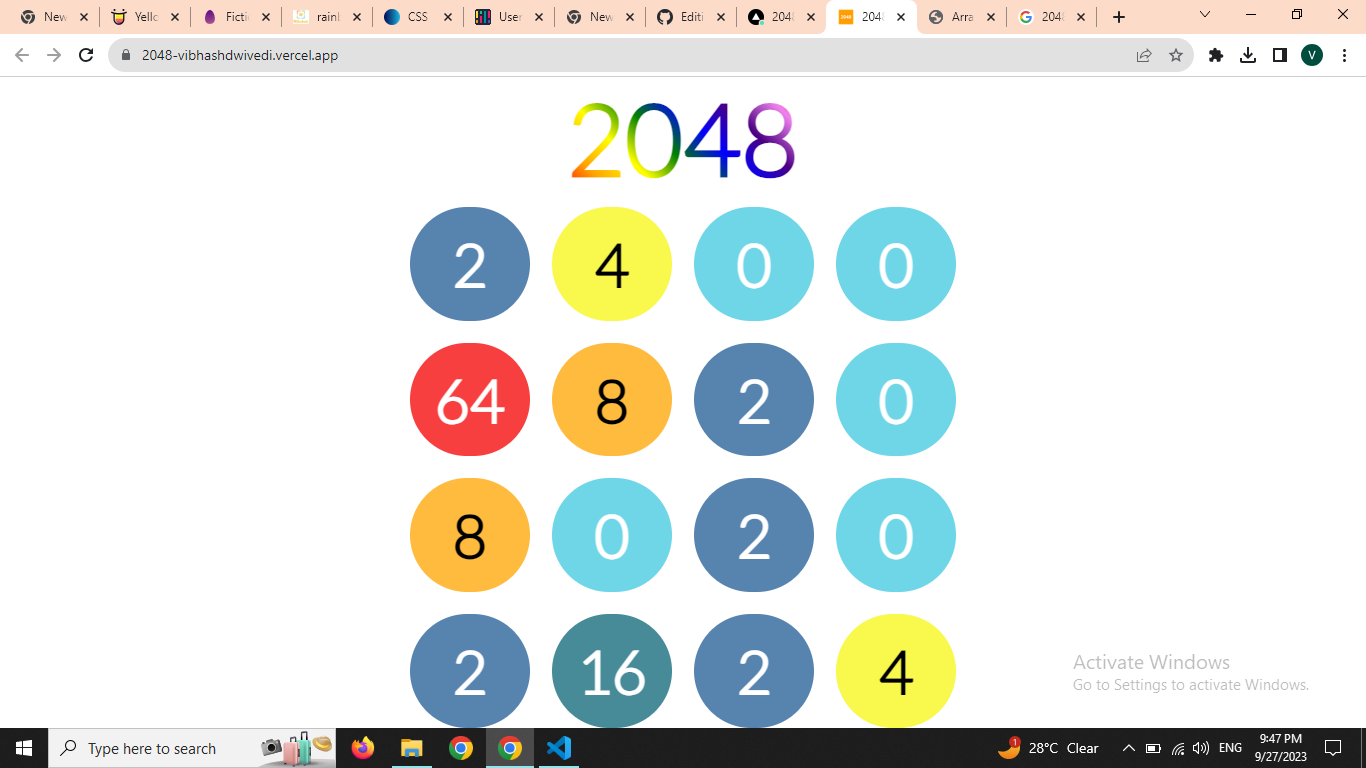 New
Yello
Fictio
rainb
CSS
User
New
Editi
2048
2048
2048
Arra
2048
2048-vibhashdwivedi.vercel.app
V
2048
2 4 0 0
64 8 2 0
8 0 2 0
2 16 2 4
Activate Windows
Go to Settings to activate Windows.
Type here to search
1
28°C Clear
ENG
9:47 PM
9/27/2023